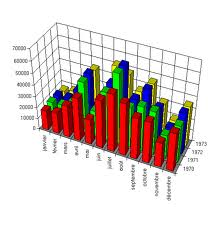 70000
60000
50000
40000
30000
20000
10000
0
janvier
février
mars
avril
mai
juin
juillet
août
septembre
octobre
novembre
décembre
1973
1972
1971
1970